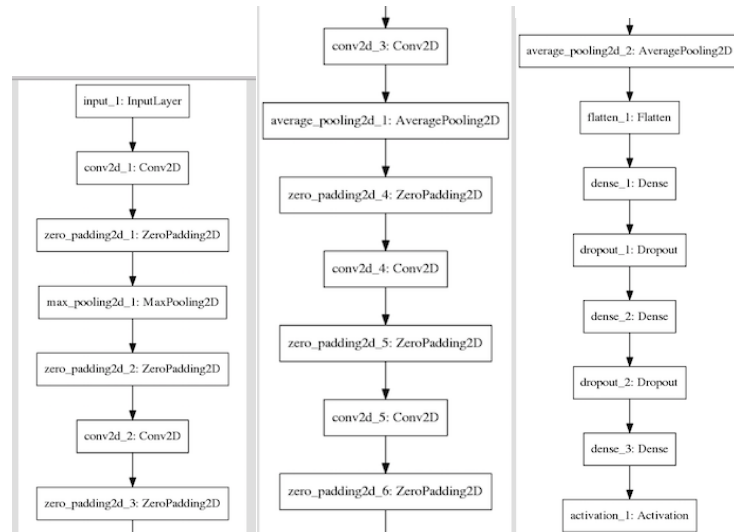 input_1: InputLayer
conv2d_1: Conv2D
zero_padding2d_1: ZeroPadding2D
max_pooling2d_1: MaxPooling2D
zero_padding2d_2: ZeroPadding2D
conv2d_2: Conv2D
zero_padding2d_3: ZeroPadding2D
conv2d_3: Conv2D
average_pooling2d_1: AveragePooling2D
zero_padding2d_4: ZeroPadding2D
conv2d_4: Conv2D
zero_padding2d_5: ZeroPadding2D
conv2d_5: Conv2D
zero_padding2d_6: ZeroPadding2D
average_pooling2d_2: AveragePooling2D
flatten_1: Flatten
dense_1: Dense
dropout_1: Dropout
dense_2: Dense
dropout_2: Dropout
dense_3: Dense
activation_1: Activation